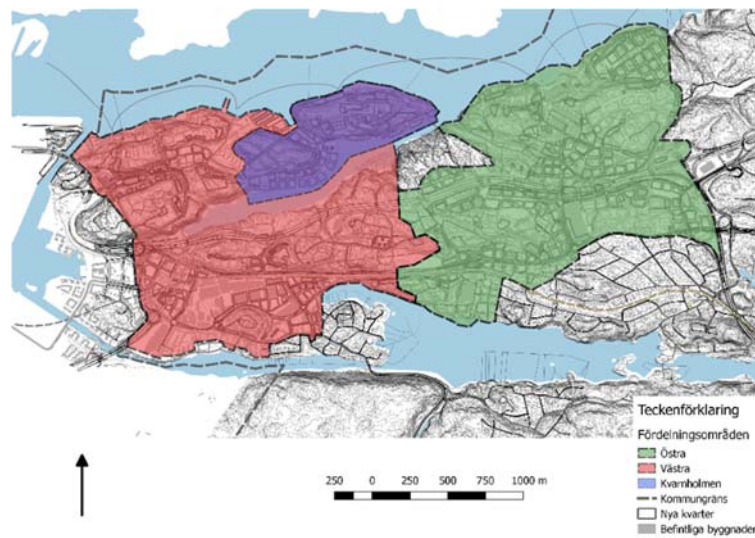 Teckenförklaring
Fördelningsområden
Östra
Västra
Kvarnholmen
Kommungräns
Nya kvarter
Befintliga byggnader
250 0 250 500 750 1000 m